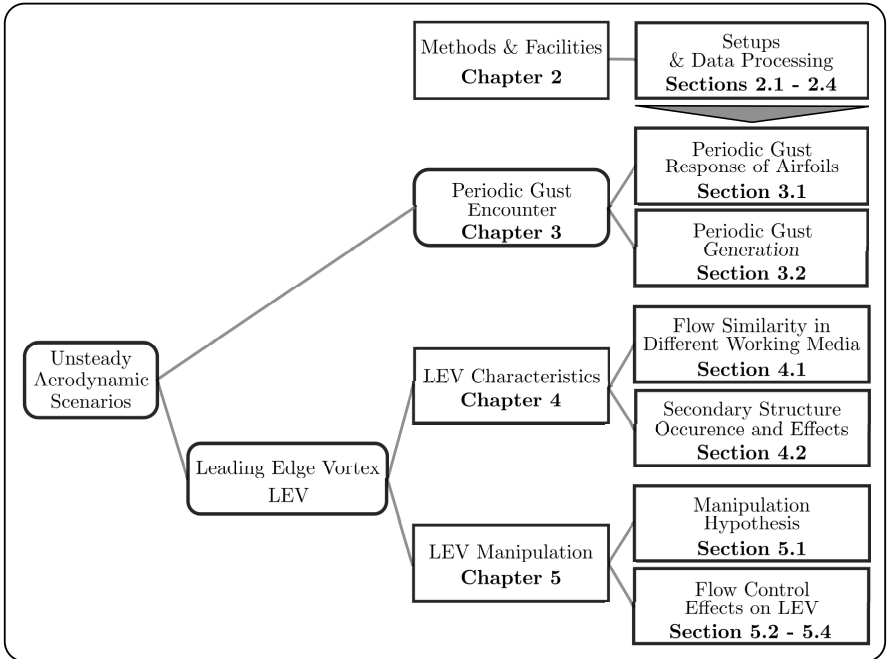 Methods & Facilities
Chapter 2
Setups
& Data Processing
Sections 2.1 - 2.4
Periodic Gust
Encounter
Chapter 3
Periodic Gust
Response of Airfoils
Section 3.1
Periodic Gust
Generation
Section 3.2
Unsteady
Aerodynamic
Scenarios
Leading Edge Vortex
LEV
LEV Characteristics
Chapter 4
Flow Similarity in
Different Working Media
Section 4.1
Secondary Structure
Occurence and Effects
Section 4.2
LEV Manipulation
Chapter 5
Manipulation
Hypothesis
Section 5.1
Flow Control
Effects on LEV
Section 5.2 - 5.4